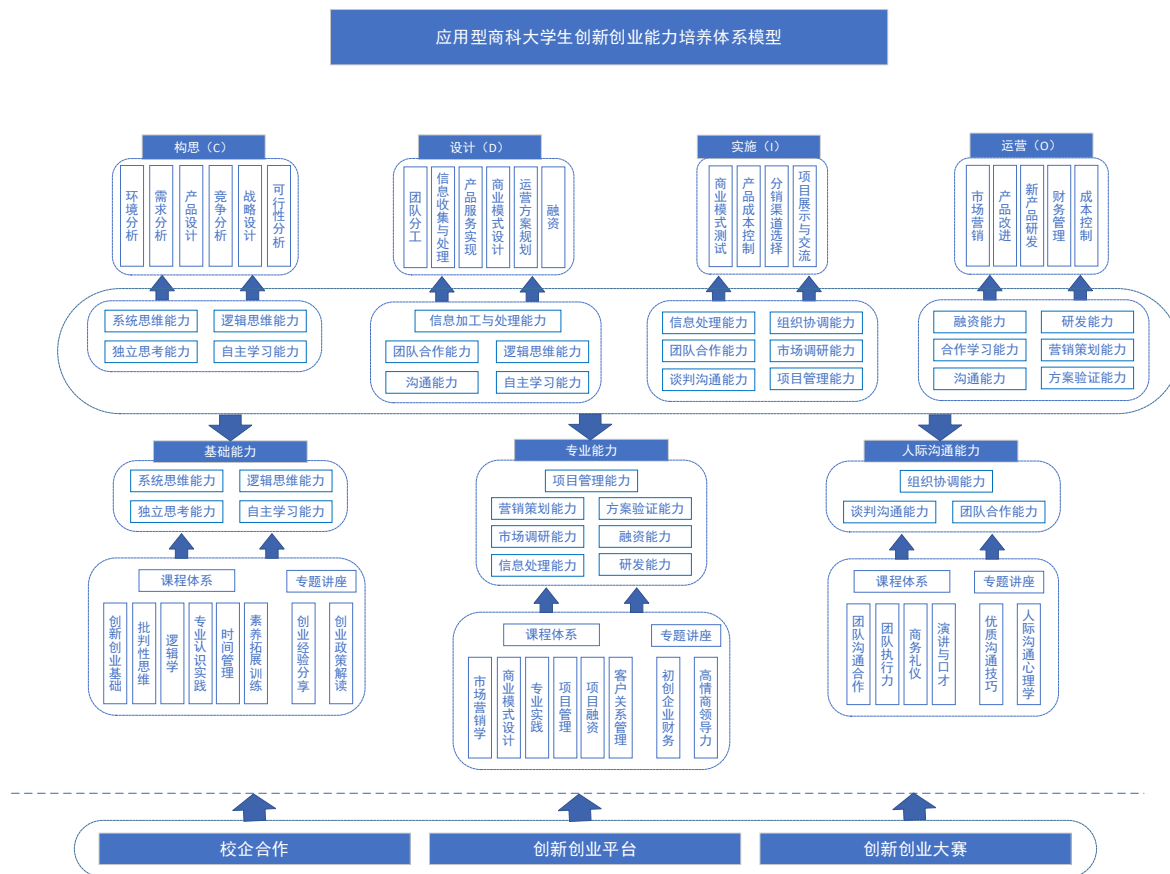 应用型商科大学生创新创业能力培养体系模型
构思（C）
环境分析
需求分析
产品设计
竞争分析
战略设计
可行性分析
设计（D）
团队分工
信息收集与处理
产品服务实现
商业模式设计
运营方案规划
融资
实施（I）
商业模式测试
产品成本控制
分销渠道选择
项目展示与交流
运营（O）
市场营销
产品改进
新产品研发
财务管理
成本控制
系统思维能力
逻辑思维能力
独立思考能力
自主学习能力
信息加工与处理能力
团队合作能力
逻辑思维能力
沟通能力
自主学习能力
信息处理能力
组织协调能力
团队合作能力
市场调研能力
谈判沟通能力
项目管理能力
融资能力
研发能力
合作学习能力
营销策划能力
沟通能力
方案验证能力
基础能力
系统思维能力
逻辑思维能力
独立思考能力
自主学习能力
课程体系
专题讲座
创新创业基础
批判性思维
逻辑学
专业认识实践
时间管理
素养拓展训练
创业经验分享
创业政策解读
专业能力
项目管理能力
营销策划能力
方案验证能力
市场调研能力
融资能力
信息处理能力
研发能力
课程体系
专题讲座
市场营销学
商业模式设计
专业实践
项目管理
项目融资
客户关系管理
初创企业财务
高情商领导力
人际沟通能力
组织协调能力
谈判沟通能力
团队合作能力
课程体系
专题讲座
团队沟通合作
团队执行力
商务礼仪
演讲与口才
优质沟通技巧
人际沟通心理学
校企合作
创新创业平台
创新创业大赛